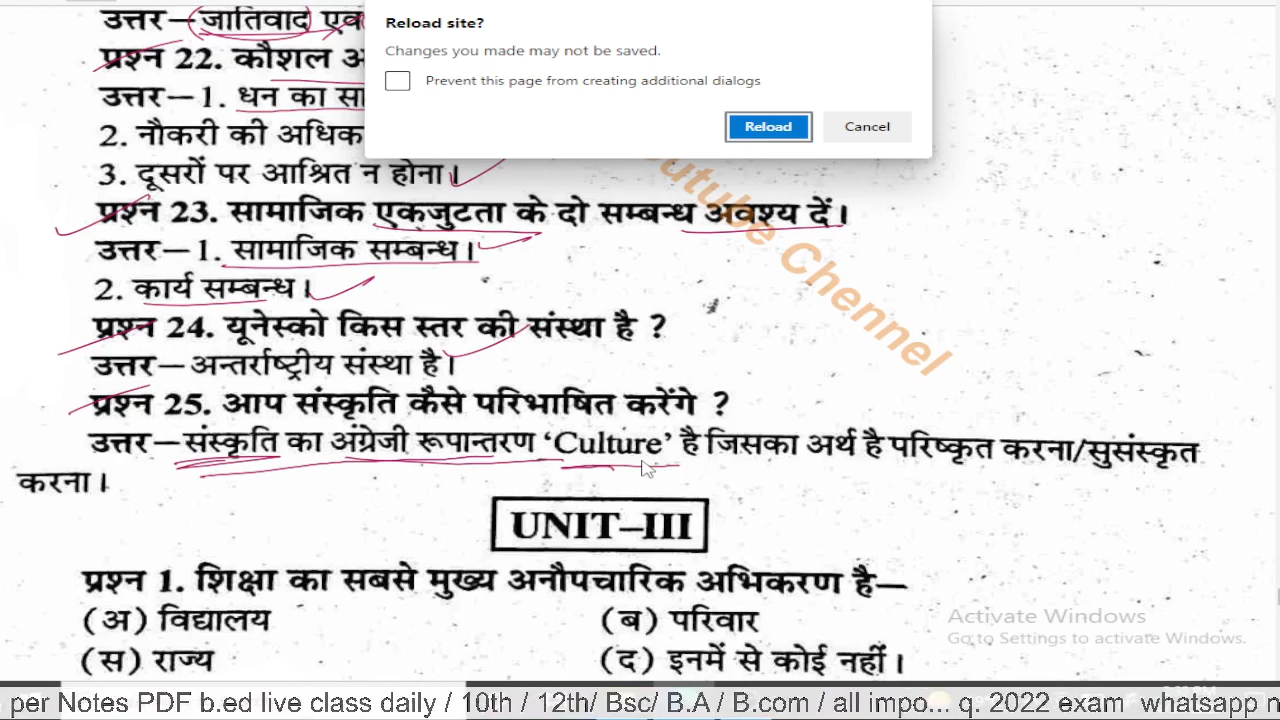 उत्तर–(जातिवाद) एवं
प्रश्न 22. कौशल अ
उत्तर–1. धन का सा
2. नौकरी की अधिक
3. दूसरों पर आश्रित न होना।
प्रश्न 23. सामाजिक एकजुटता के दो सम्बन्ध अवश्य दें।
उत्तर–1. सामाजिक सम्बन्ध।
2. कार्य सम्बन्ध।
प्रश्न 24. यूनेस्को किस स्तर की संस्था है ?
उत्तर–अन्तर्राष्ट्रीय संस्था है।
प्रश्न 25. आप संस्कृति कैसे परिभाषित करेंगे ?
उत्तर–संस्कृति का अंग्रेजी रूपान्तरण ‘Culture’ है जिसका अर्थ है परिष्कृत करना/सुसंस्कृत
करना।
UNIT–III
प्रश्न 1. शिक्षा का सबसे मुख्य अनौपचारिक अभिकरण है—
(अ) विद्यालय (ब) परिवार
(स) राज्य (द) इनमें से कोई नहीं।
Reload site?
Changes you made may not be saved.
Prevent this page from creating additional dialogs
Reload Cancel
utube Chennel
Activate Windows
Go to Settings to activate Windows.
per Notes PDF b.ed live class daily / 10th / 12th/ Bsc/ B.A / B.com / all impo... q. 2022 exam whatsapp n